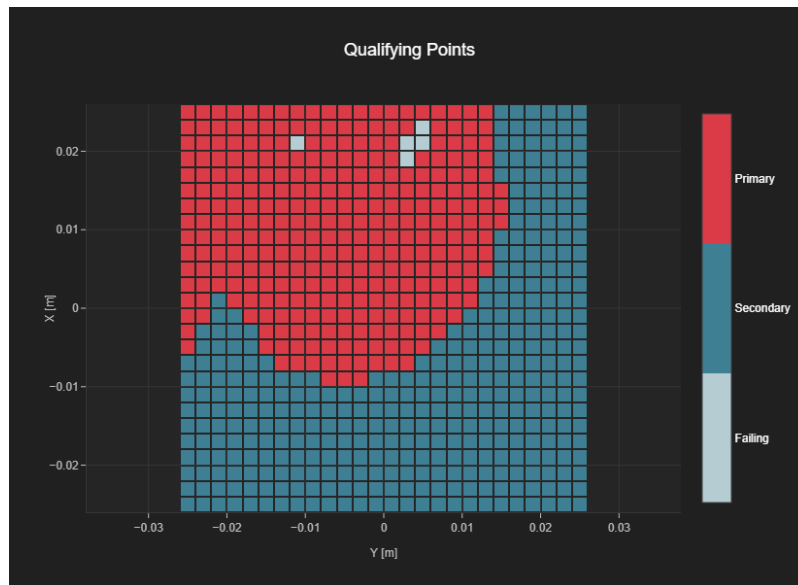 Qualifying Points
X [m]
0.02
0.01
0
−0.01
−0.02
−0.03
−0.02
−0.01
0
0.01
0.02
0.03
Y [m]
Primary
Secondary
Failing